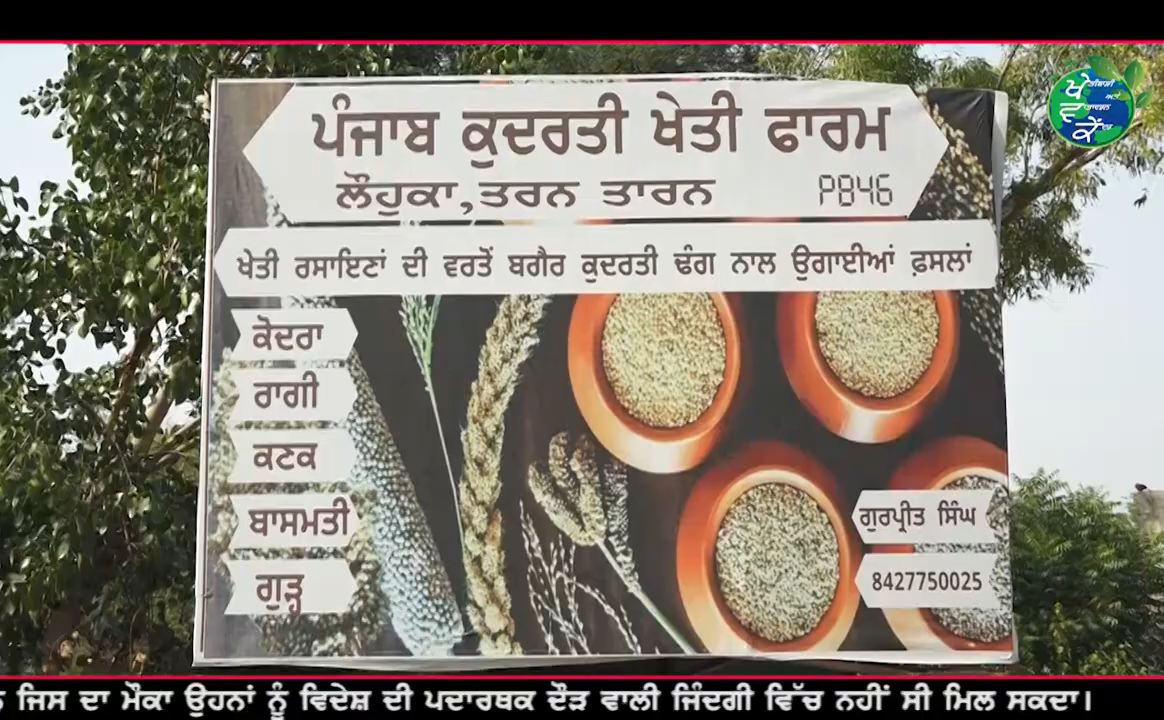 ਪੰਜਾਬ ਕੁਦਰਤੀ ਖੇਤੀ ਫਾਰਮ
ਲੌਹੁਕਾ, ਤਰਨ ਤਾਰਨ PB46
ਖੇਤੀ ਰਸਾਇਣਾਂ ਦੀ ਵਰਤੋਂ ਬਗੈਰ ਕੁਦਰਤੀ ਢੰਗ ਨਾਲ ਉਗਾਈਆਂ ਫ਼ਸਲਾਂ
ਕੋਦਰਾ
ਰਾਗੀ
ਕਣਕ
ਬਾਸਮਤੀ
ਗੁੜ੍ਹ
ਗੁਰਪ੍ਰੀਤ ਸਿੰਘ
8427750025
ਜਿਸ ਦਾ ਮੌਕਾ ਉਹਨਾਂ ਨੂੰ ਵਿਦੇਸ਼ ਦੀ ਪਦਾਰਥਕ ਦੌੜ ਵਾਲੀ ਜਿੰਦਗੀ ਵਿੱਚ ਨਹੀਂ ਸੀ ਮਿਲ ਸਕਦਾ।